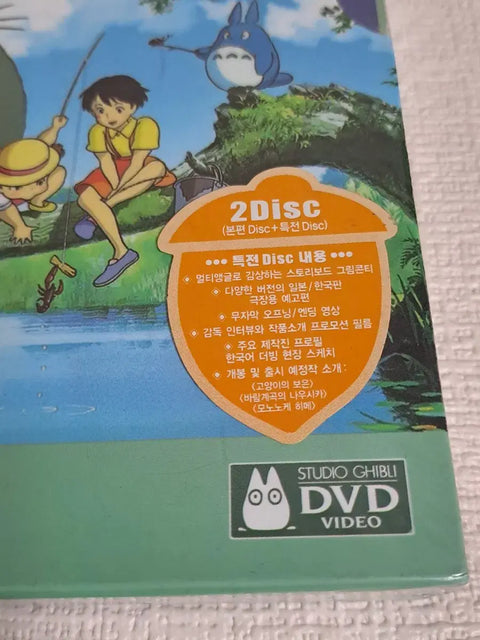 2Disc
(본편 Disc+특전 Disc)
••• 특전 Disc 내용 •••
멀티앵글로 감상하는 스토리보드 그림콘티
다양한 버전의 일본/한국판
극장용 예고편
무자막 오프닝/엔딩 영상
감독 인터뷰와 작품소개 프로모션 필름
주요 제작진 프로필
한국어 더빙 현장 스케치
개봉 및 출시 예정작 소개:
<고양이의 보은>
<바람계곡의 나우시카>
<모노노케 히메>
STUDIO GHIBLI
DVD
VIDEO